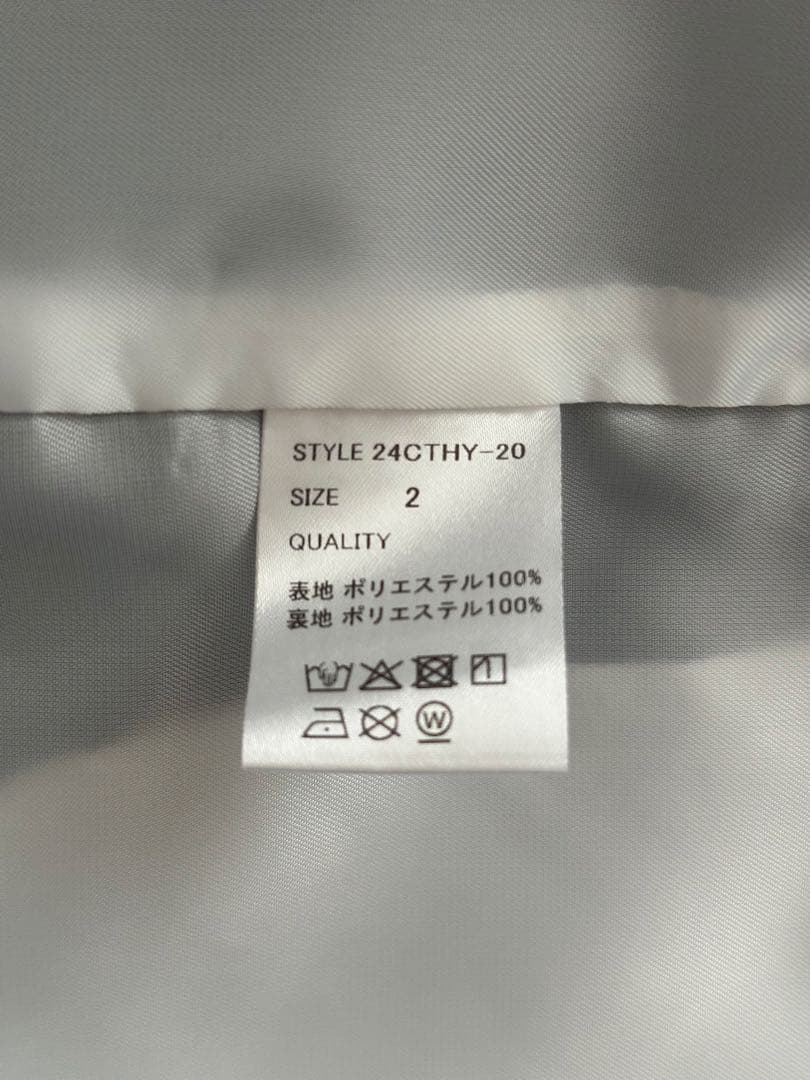 STYLE 24CTHY-20
SIZE 2
QUALITY
表地 ポリエステル100%
裏地 ポリエステル100%
W